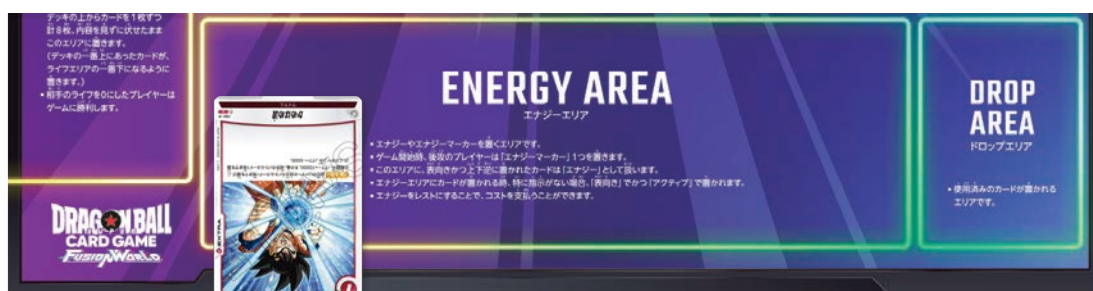 デッキの上からカードを1枚ずつ
計8枚、内容を見ずに伏せたまま
このエリアに置きます。
(デッキの一番上にあったカードが、
ライフエリアの一番下になるように
置きます。)
• 相手のライフを0にしたプレイヤーは
ゲームに勝利します。
DRAGON BALL
CARD GAME
FUSION WORLD
かめはめ波
EXTRA
1
ENERGY AREA
エナジーエリア
• エナジーやエナジーマーカーを置くエリアです。
• ゲーム開始時、後攻のプレイヤーは「エナジーマーカー」1つを置きます。
• このエリアに、表向きかつ上下逆に置かれたカードは「エナジー」として扱います。
• エナジーエリアにカードが置かれる時、特に指示がない場合、「表向き」でかつ「アクティブ」で置かれます。
• エナジーをレストにすることで、コストを支払うことができます。
DROP
AREA
ドロップエリア
• 使用済みのカードが置かれる
エリアです。